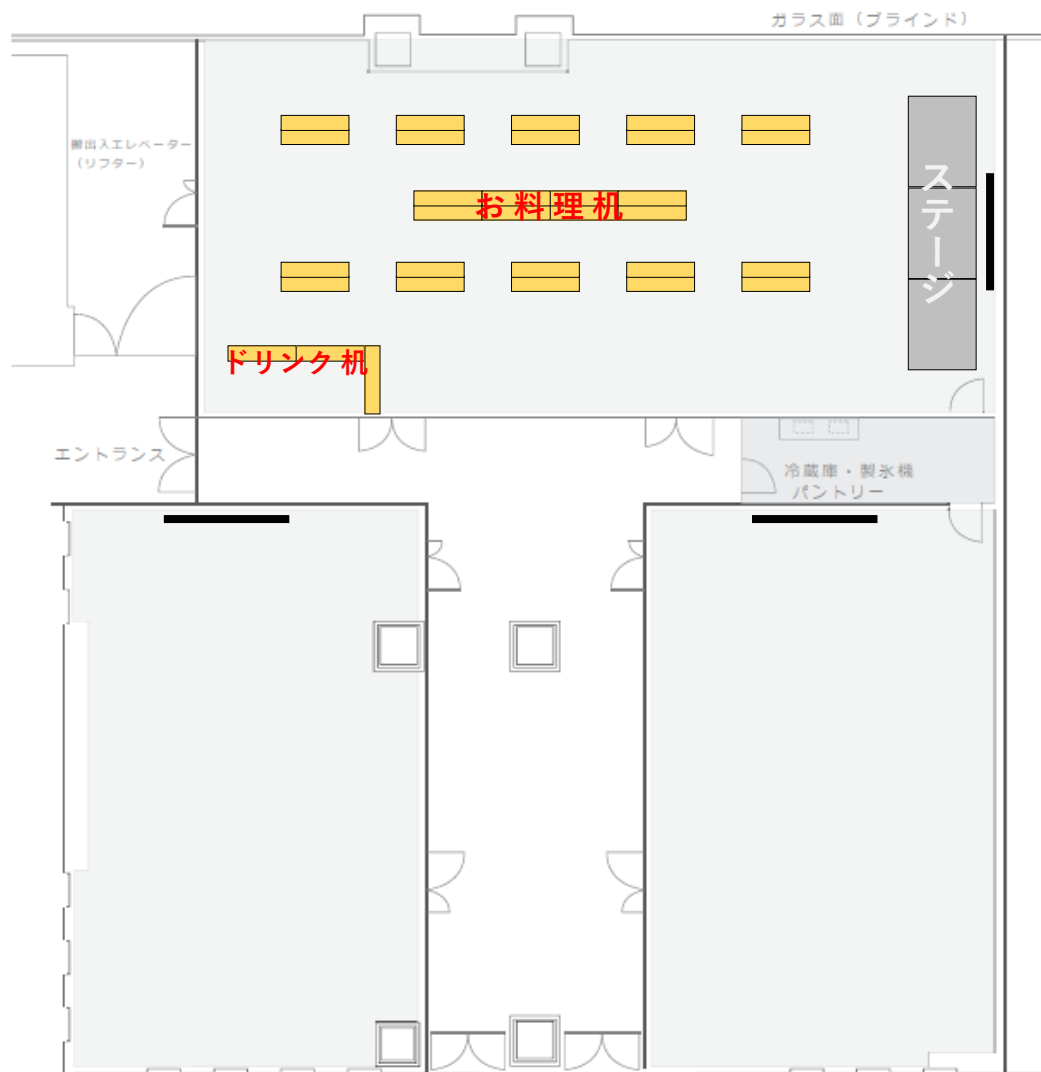 ガラス面（ブラインド）
搬出入エレベーター
（リフター）
お料理机
ステージ
ドリンク机
エントランス
冷蔵庫・製氷機
パントリー